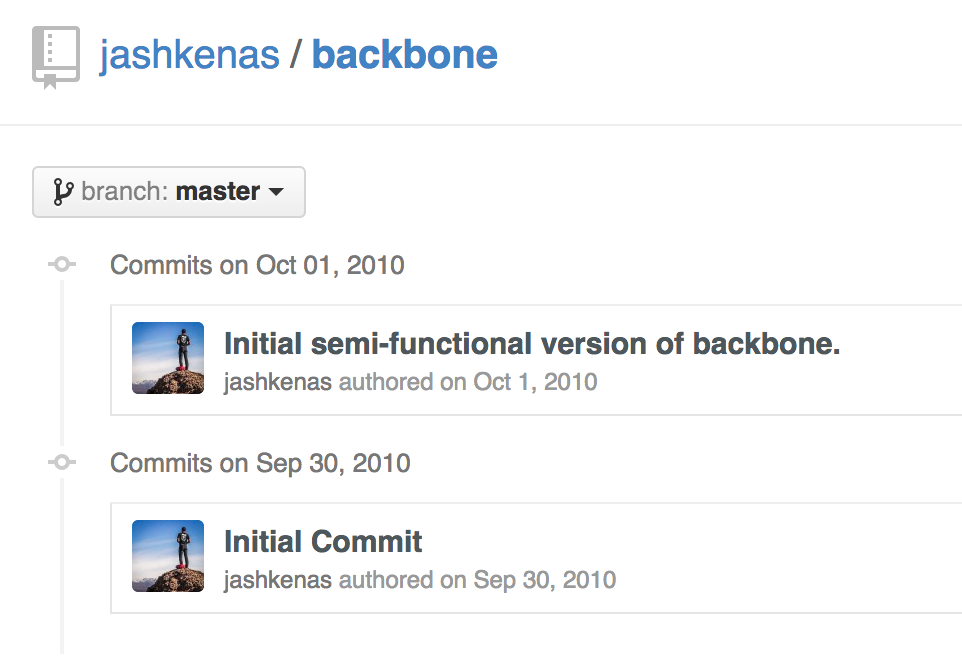 jashkenas / backbone
branch: master
Commits on Oct 01, 2010
Initial semi-functional version of backbone.
jashkenas authored on Oct 1, 2010
Commits on Sep 30, 2010
Initial Commit
jashkenas authored on Sep 30, 2010